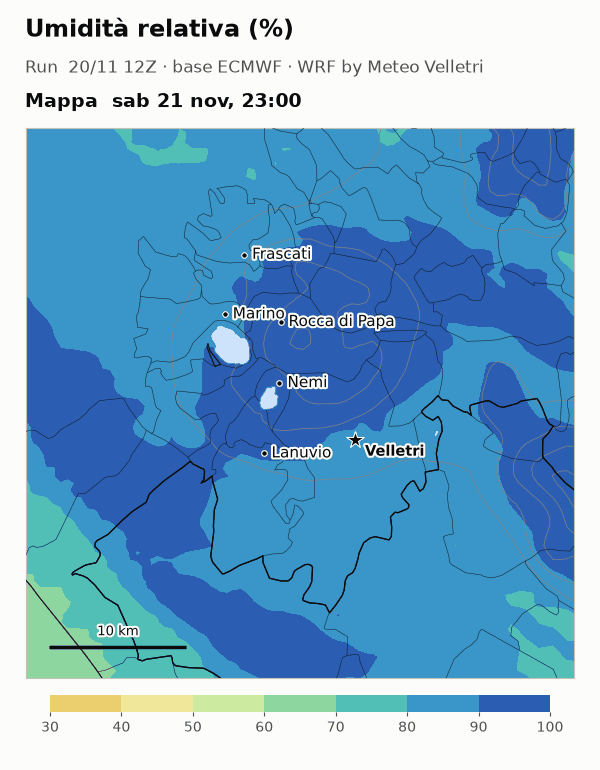 Umidità relativa (%)
Run 20/11 12Z · base ECMWF · WRF by Meteo Velletri
Mappa sab 21 nov, 23:00
Frascati
Marino
Rocca di Papa
Nemi
Velletri
Lanuvio
10 km
30 40 50 60 70 80 90 100